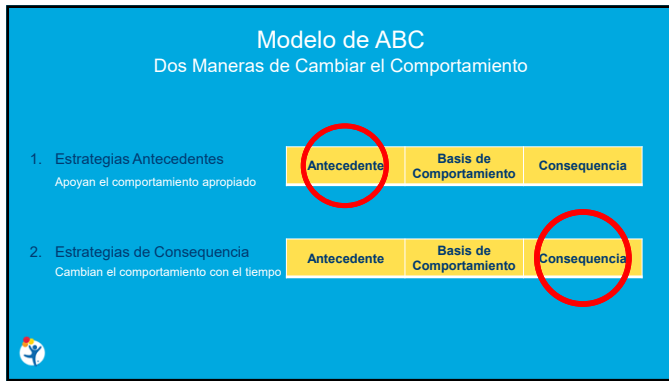 Modelo de ABC
Dos Maneras de Cambiar el Comportamiento
1. Estrategias Antecedentes
Apoyan el comportamiento apropiado
Antecedente
Basis de
Comportamiento
Consequencia
2. Estrategias de Consequencia
Cambian el comportamiento con el tiempo
Antecedente
Basis de
Comportamiento
Consequencia